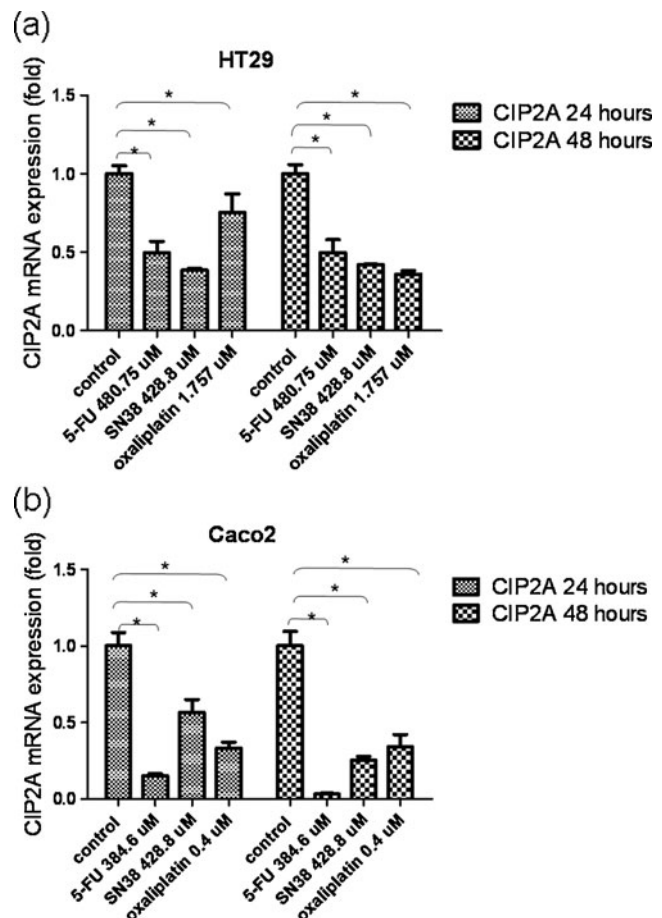 (a)
HT29
CIP2A mRNA expression (fold)
1.5
1.0
0.5
0.0
*
*
*
*
*
*
control
5-FU 480.75 uM
SN38 428.8 uM
oxaliplatin 1.757 uM
control
5-FU 480.75 uM
SN38 428.8 uM
oxaliplatin 1.757 uM
CIP2A 24 hours
CIP2A 48 hours
(b)
Caco2
CIP2A mRNA expression (fold)
1.5
1.0
0.5
0.0
*
*
*
*
*
*
control
5-FU 384.6 uM
SN38 428.8 uM
oxaliplatin 0.4 uM
control
5-FU 384.6 uM
SN38 428.8 uM
oxaliplatin 0.4 uM
CIP2A 24 hours
CIP2A 48 hours